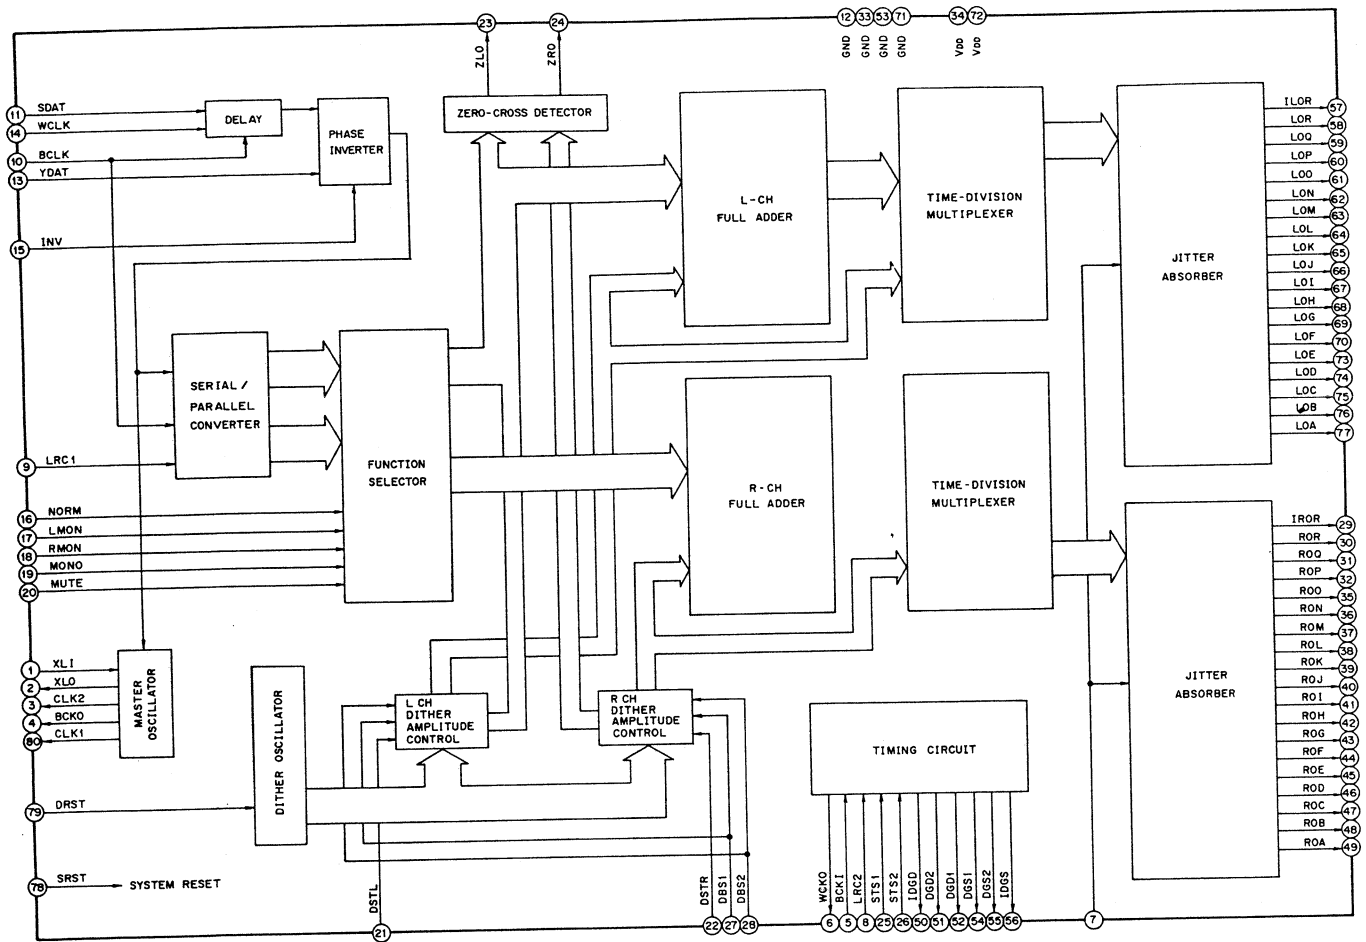 23 24 12 33 53 71 34 72
ZLO ZRO GND GND GND GND VDD VDD
ZERO-CROSS DETECTOR
11 SDAT
14 WCLK
10 BCLK
13 YDAT
15 INV
DELAY
PHASE
INVERTER
L-CH
FULL ADDER
TIME-DIVISION
MULTIPLEXER
JITTER
ABSORBER
ILOR 57
LOR 58
LOQ 59
LOP 60
LOO 61
LON 62
LOM 63
LOL 64
LOK 65
LOJ 66
LOI 67
LOH 68
LOG 69
LOF 70
LOE 73
LOD 74
LOC 75
LOB 76
LOA 77
SERIAL/
PARALLEL
CONVERTER
FUNCTION
SELECTOR
9 LRC1
16 NORM
17 LMON
18 RMON
19 MONO
20 MUTE
R-CH
FULL ADDER
TIME-DIVISION
MULTIPLEXER
JITTER
ABSORBER
IROR 29
ROR 30
ROQ 31
ROP 32
ROO 35
RON 36
ROM 37
ROL 38
ROK 39
ROJ 40
ROI 41
ROH 42
ROG 43
ROF 44
ROE 45
ROD 46
ROC 47
ROB 48
ROA 49
1 XLI
2 XLO
3 CLK2
4 BCKO
80 CLK1
MASTER
OSCILLATOR
DITHER OSCILLATOR
L CH
DITHER
AMPLITUDE
CONTROL
R CH
DITHER
AMPLITUDE
CONTROL
TIMING CIRCUIT
79 DRST
78 SRST SYSTEM RESET
DSTL DSTR DBS1 DBS2 WCKO BCKI LRC2 STS1 STS2 IDGD DGD2 DGD1 DGS1 DGS2 IDGS
21 22 27 28 6 5 8 25 26 50 51 52 54 55 56 7